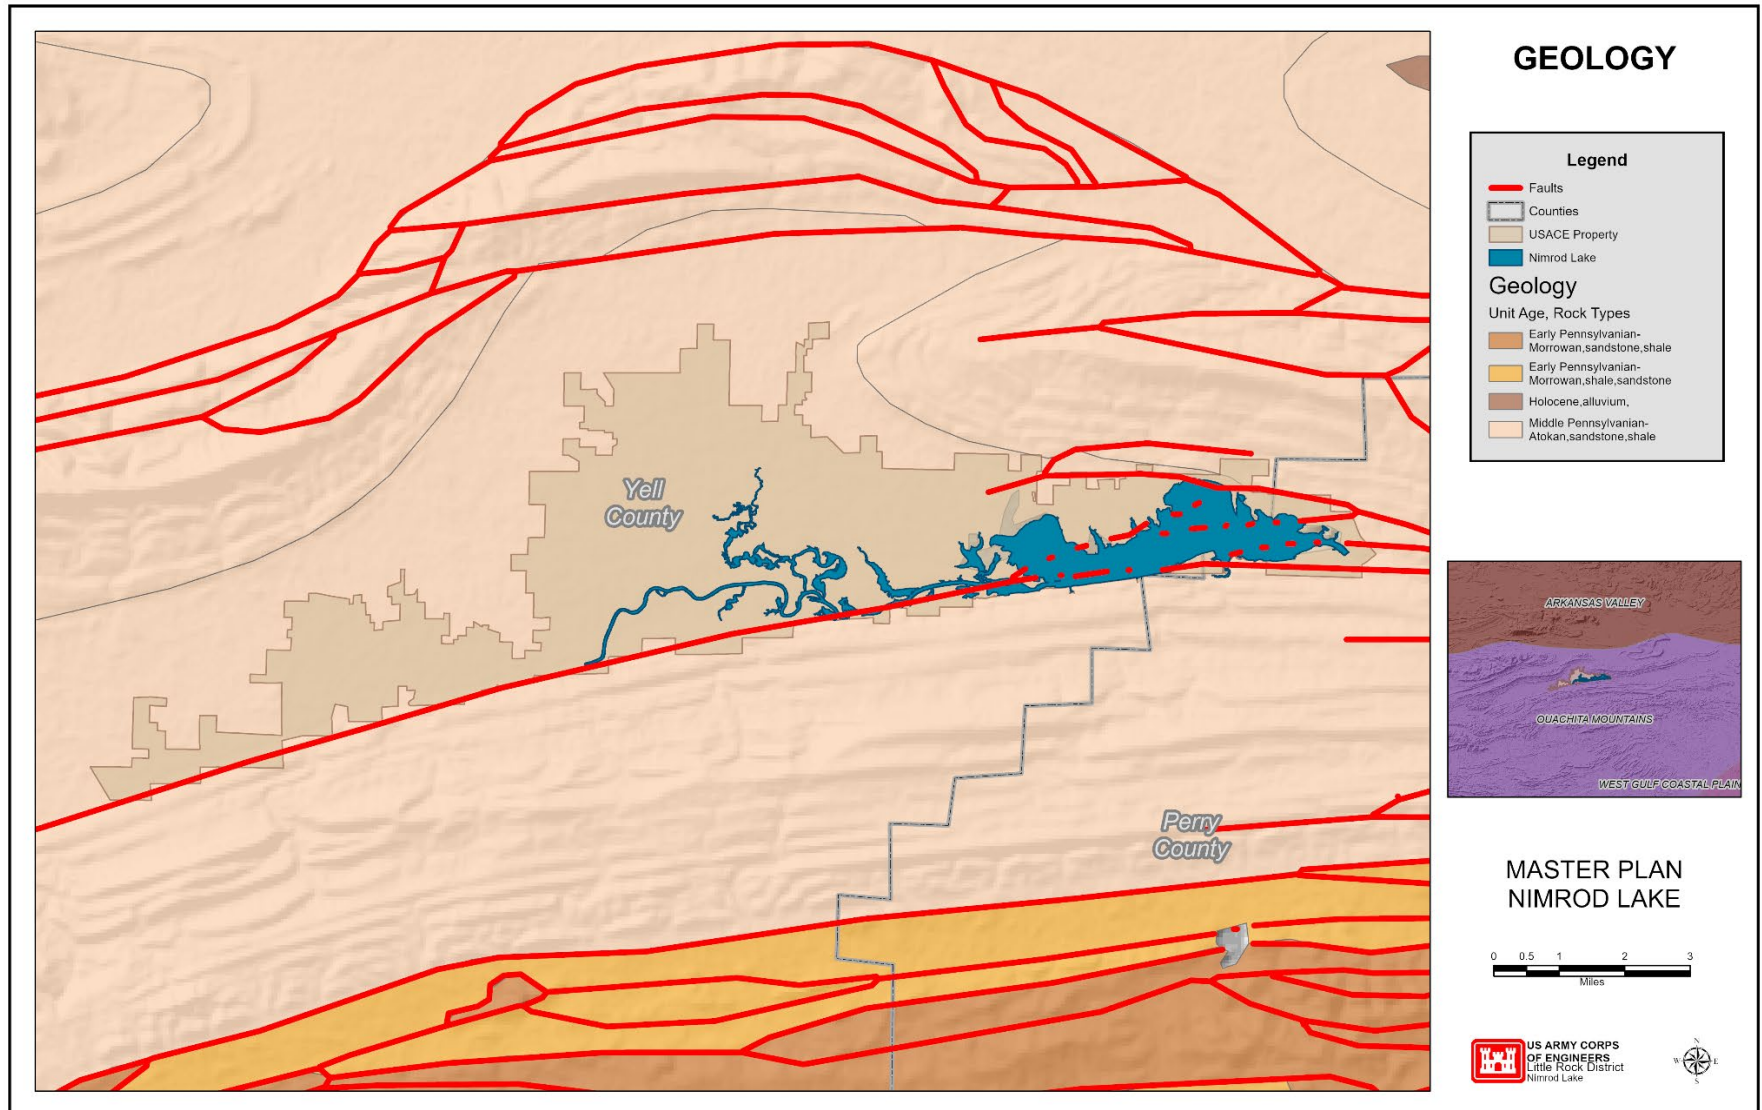 GEOLOGY
Legend
Faults
Counties
USACE Property
Nimrod Lake
Geology
Unit Age, Rock Types
Early Pennsylvanian-
Morrowan,sandstone,shale
Early Pennsylvanian-
Morrowan,shale,sandstone
Holocene,alluvium,
Middle Pennsylvanian-
Atokan,sandstone,shale
Yell
County
Perry
County
ARKANSAS VALLEY
OUACHITA MOUNTAINS
WEST GULF COASTAL PLAIN
MASTER PLAN
NIMROD LAKE
0 0.5 1 2 3
Miles
US ARMY CORPS
OF ENGINEERS
Little Rock District
Nimrod Lake
N
W E
S